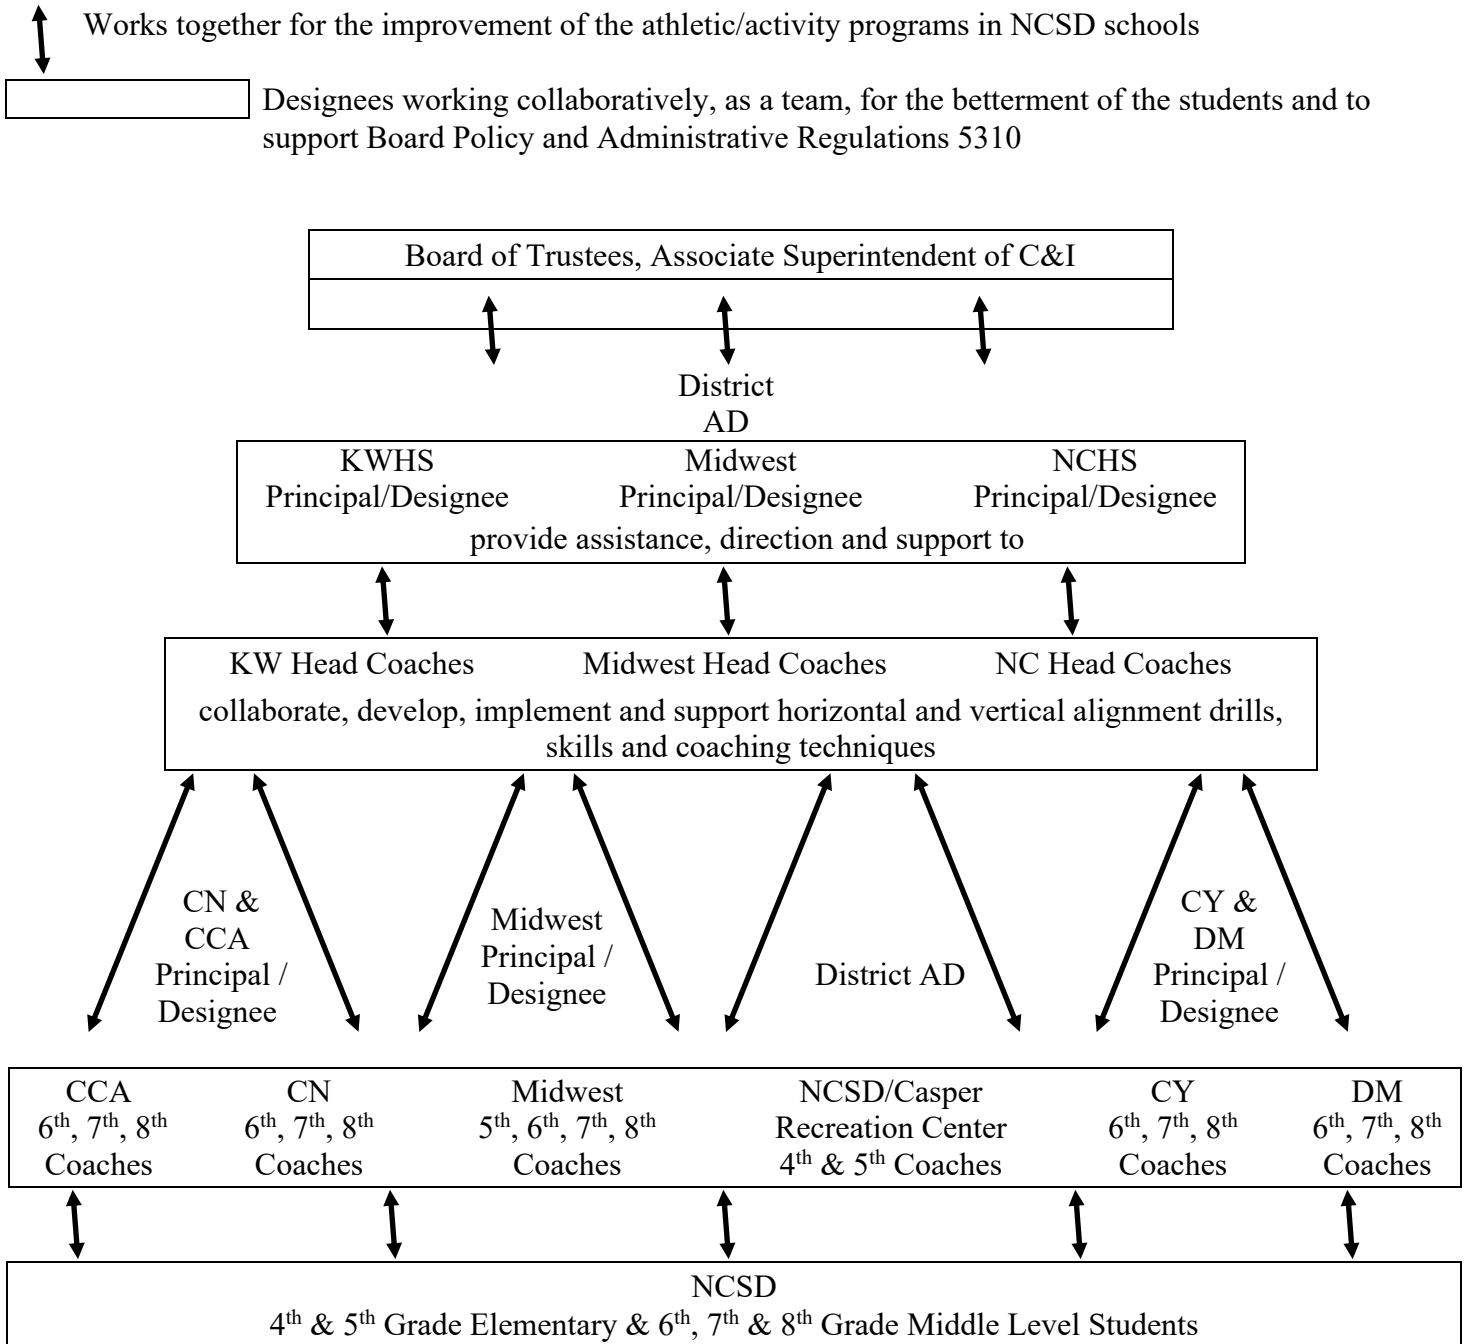 Works together for the improvement of the athletic/activity programs in NCSD schools
Designees working collaboratively, as a team, for the betterment of the students and to
support Board Policy and Administrative Regulations 5310
Board of Trustees, Associate Superintendent of C&I
District
AD
KWHS
Principal/Designee
Midwest
Principal/Designee
NCHS
Principal/Designee
provide assistance, direction and support to
KW Head Coaches
Midwest Head Coaches
NC Head Coaches
collaborate, develop, implement and support horizontal and vertical alignment drills,
skills and coaching techniques
CN &
CCA
Principal /
Designee
Midwest
Principal /
Designee
District AD
CY &
DM
Principal /
Designee
CCA
6th, 7th, 8th
Coaches
CN
6th, 7th, 8th
Coaches
Midwest
5th, 6th, 7th, 8th
Coaches
NCSD/Casper
Recreation Center
4th & 5th Coaches
CY
6th, 7th, 8th
Coaches
DM
6th, 7th, 8th
Coaches
NCSD
4th & 5th Grade Elementary & 6th, 7th & 8th Grade Middle Level Students